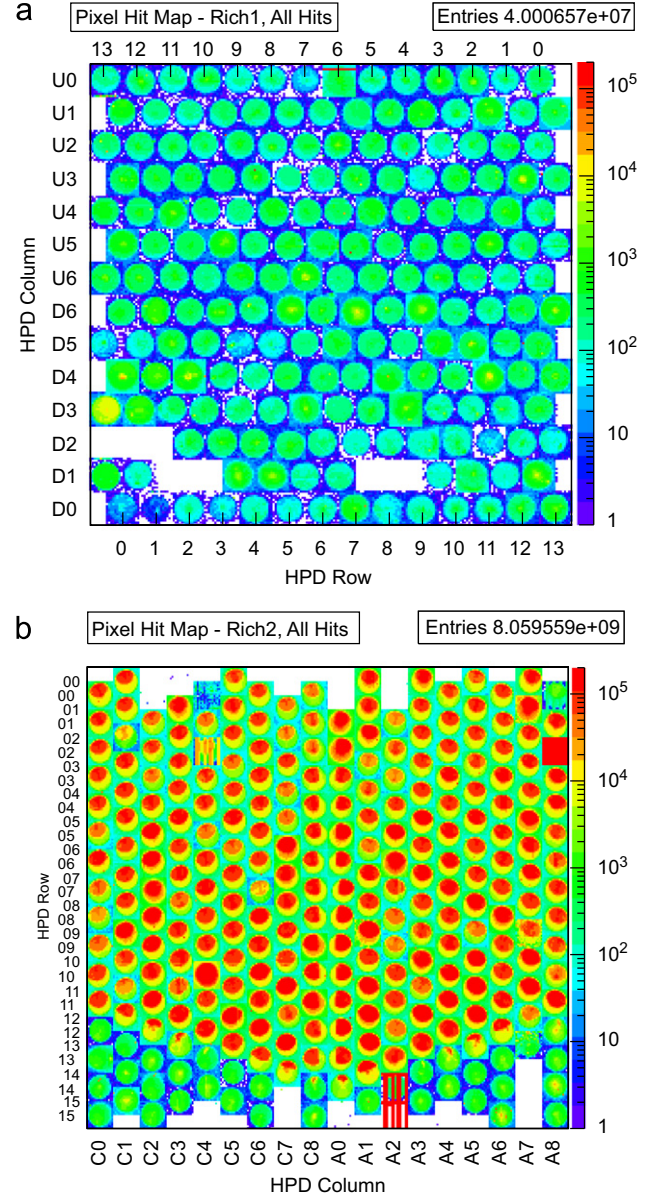 a
Pixel Hit Map - Rich1, All Hits
Entries 4.000657e+07
13 12 11 10 9 8 7 6 5 4 3 2 1 0
U0
U1
U2
U3
U4
U5
U6
D6
D5
D4
D3
D2
D1
D0
HPD Column
10⁵
10⁴
10³
10²
10
1
0 1 2 3 4 5 6 7 8 9 10 11 12 13
HPD Row
b
Pixel Hit Map - Rich2, All Hits
Entries 8.059559e+09
00
00
01
01
02
02
03
03
04
04
05
05
06
06
07
07
08
08
09
09
10
10
11
11
12
12
13
13
14
14
15
15
HPD Row
10⁵
10⁴
10³
10²
10
1
C0 C1 C2 C3 C4 C5 C6 C7 C8 A0 A1 A2 A3 A4 A5 A6 A7 A8
HPD Column